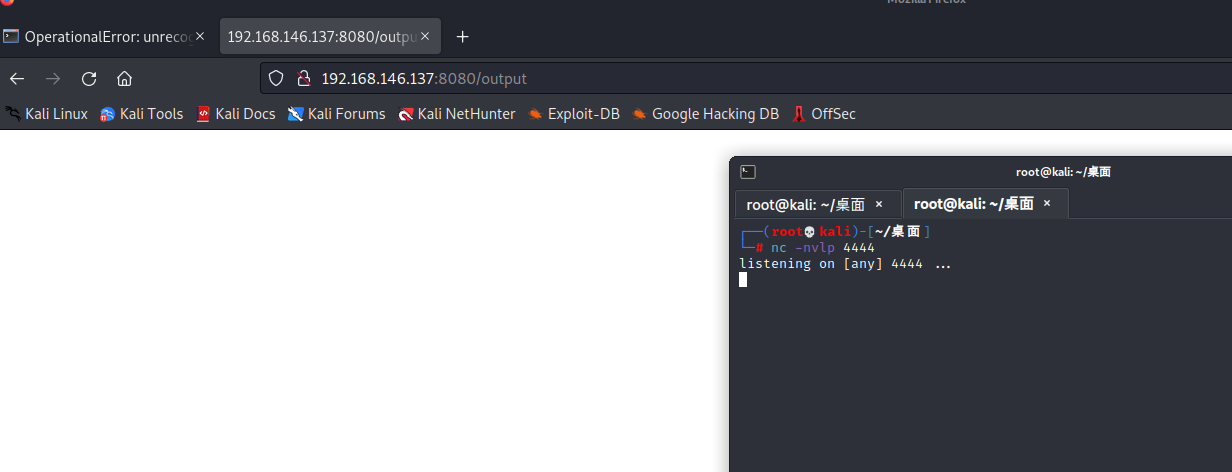 Mozilla Firefox
OperationalError: unrecog
192.168.146.137:8080/outpu
192.168.146.137:8080/output
Kali Linux Kali Tools Kali Docs Kali Forums Kali NetHunter Exploit-DB Google Hacking DB OffSec
root@kali: ~/桌面
root@kali: ~/桌面 root@kali: ~/桌面
(root💀kali)-[~/桌面]
# nc -nvlp 4444
listening on [any] 4444 ...